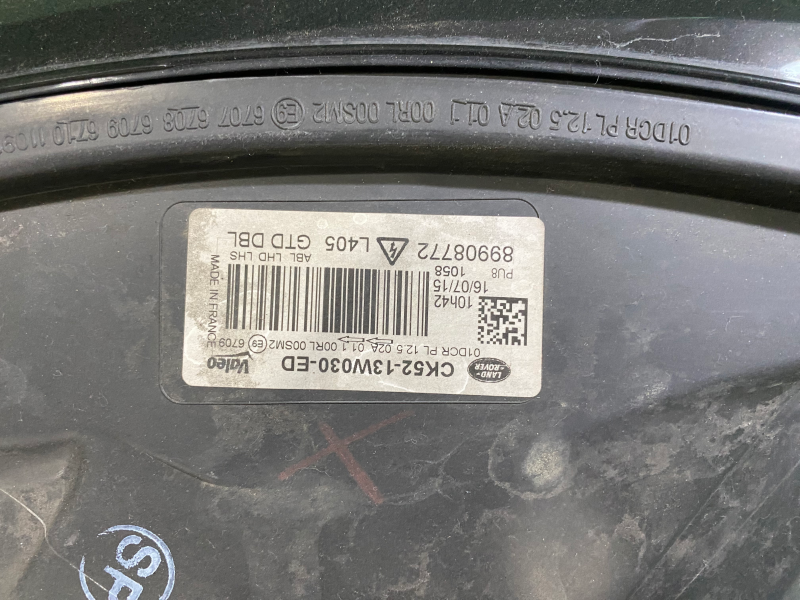 LAND ROVER
CK52-13W030-ED
Valeo
01DCR PL 12.5 02A 01.1 00RL 00SM2 E9 6709
10h42
16/07/15
1058
PU8
MADE IN FRANCE
ABL LHD LHS
89908772 L405 GTD DBL
01DCR PL 12.5 02A 01.1 00RL 00SM2 E9 6707 6708 6709 6710